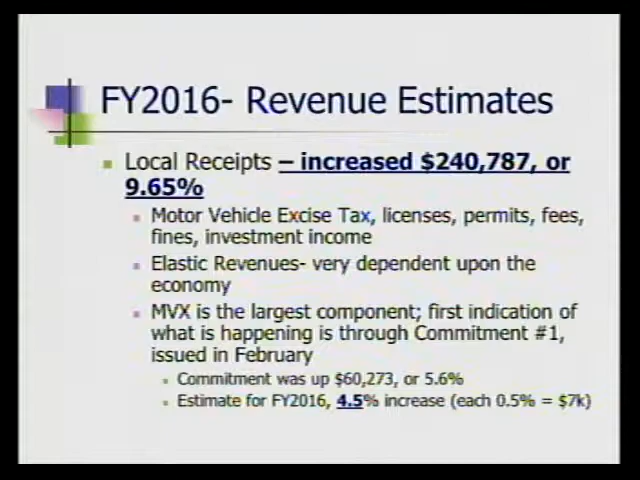 FY2016- Revenue Estimates
Local Receipts – increased $240,787, or
9.65%
Motor Vehicle Excise Tax, licenses, permits, fees,
fines, investment income
Elastic Revenues- very dependent upon the
economy
MVX is the largest component; first indication of
what is happening is through Commitment #1,
issued in February
Commitment was up $60,273, or 5.6%
Estimate for FY2016, 4.5% increase (each 0.5% = $7k)